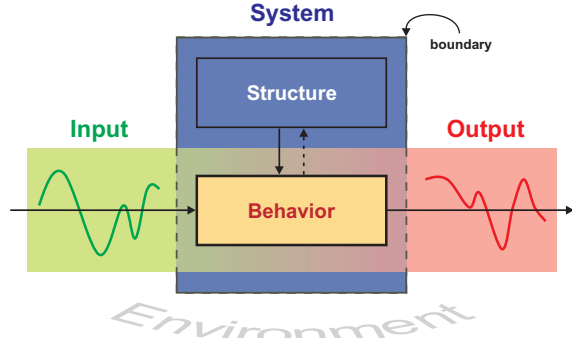 System
boundary
Structure
Input
Output
Behavior
Environment